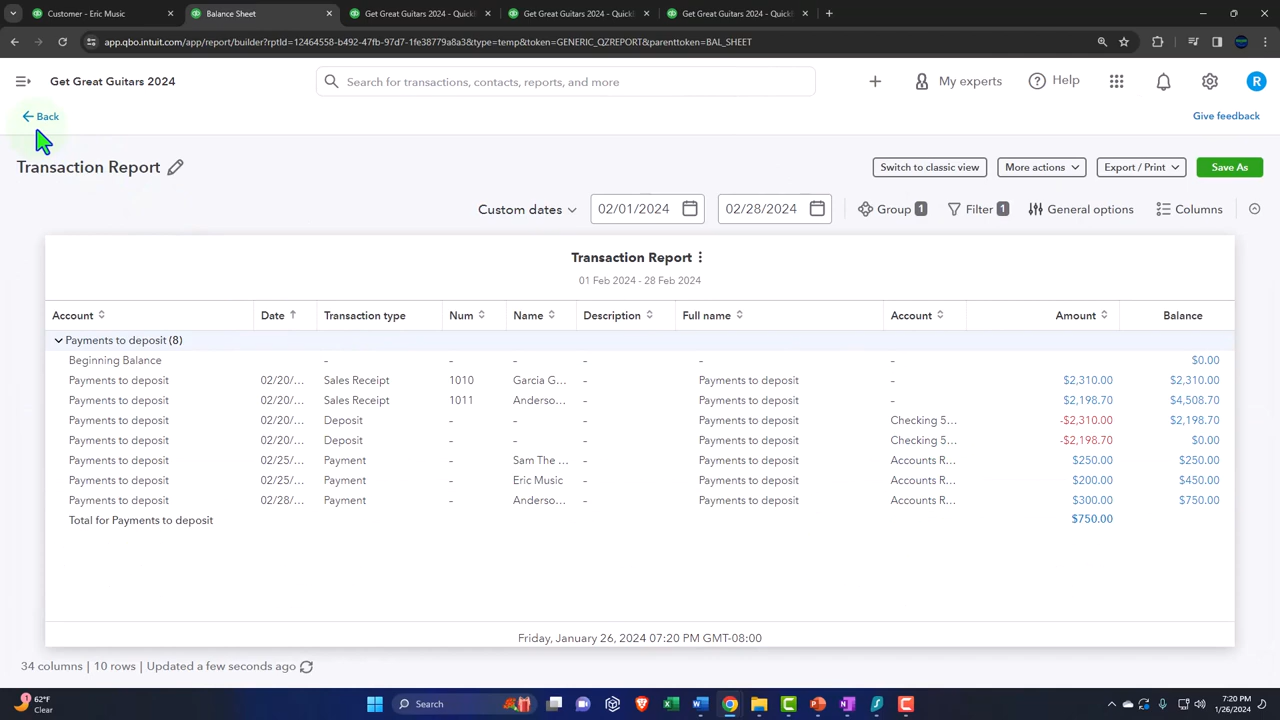 Customer - Eric Music
Balance Sheet
Get Great Guitars 2024 - QuickB
Get Great Guitars 2024 - QuickB
Get Great Guitars 2024 - QuickB
app.qbo.intuit.com/app/report/builder?rptId=12464558-b492-47fb-97d7-1fe38779a8a3&type=temp&token=GENERIC_QZREPORT&parenttoken=BAL_SHEET
Get Great Guitars 2024
Search for transactions, contacts, reports, and more
My experts
Help
R
Back
Give feedback
Transaction Report
Switch to classic view
More actions
Export / Print
Save As
Custom dates
02/01/2024
02/28/2024
Group 1
Filter 1
General options
Columns
Transaction Report
01 Feb 2024 - 28 Feb 2024
Account Date Transaction type Num Name Description Full name Account Amount Balance
Payments to deposit (8)
Beginning Balance - - - - - - - $0.00
Payments to deposit 02/20/... Sales Receipt 1010 Garcia G... - Payments to deposit - $2,310.00 $2,310.00
Payments to deposit 02/20/... Sales Receipt 1011 Anderso... - Payments to deposit - $2,198.70 $4,508.70
Payments to deposit 02/20/... Deposit - - - Payments to deposit Checking 5... -$2,310.00 $2,198.70
Payments to deposit 02/20/... Deposit - - - Payments to deposit Checking 5... -$2,198.70 $0.00
Payments to deposit 02/25/... Payment - Sam The ... - Payments to deposit Accounts R... $250.00 $250.00
Payments to deposit 02/25/... Payment - Eric Music - Payments to deposit Accounts R... $200.00 $450.00
Payments to deposit 02/28/... Payment - Anderso... - Payments to deposit Accounts R... $300.00 $750.00
Total for Payments to deposit $750.00
Friday, January 26, 2024 07:20 PM GMT-08:00
34 columns | 10 rows | Updated a few seconds ago
62°F
Clear
Search
7:20 PM
1/26/2024